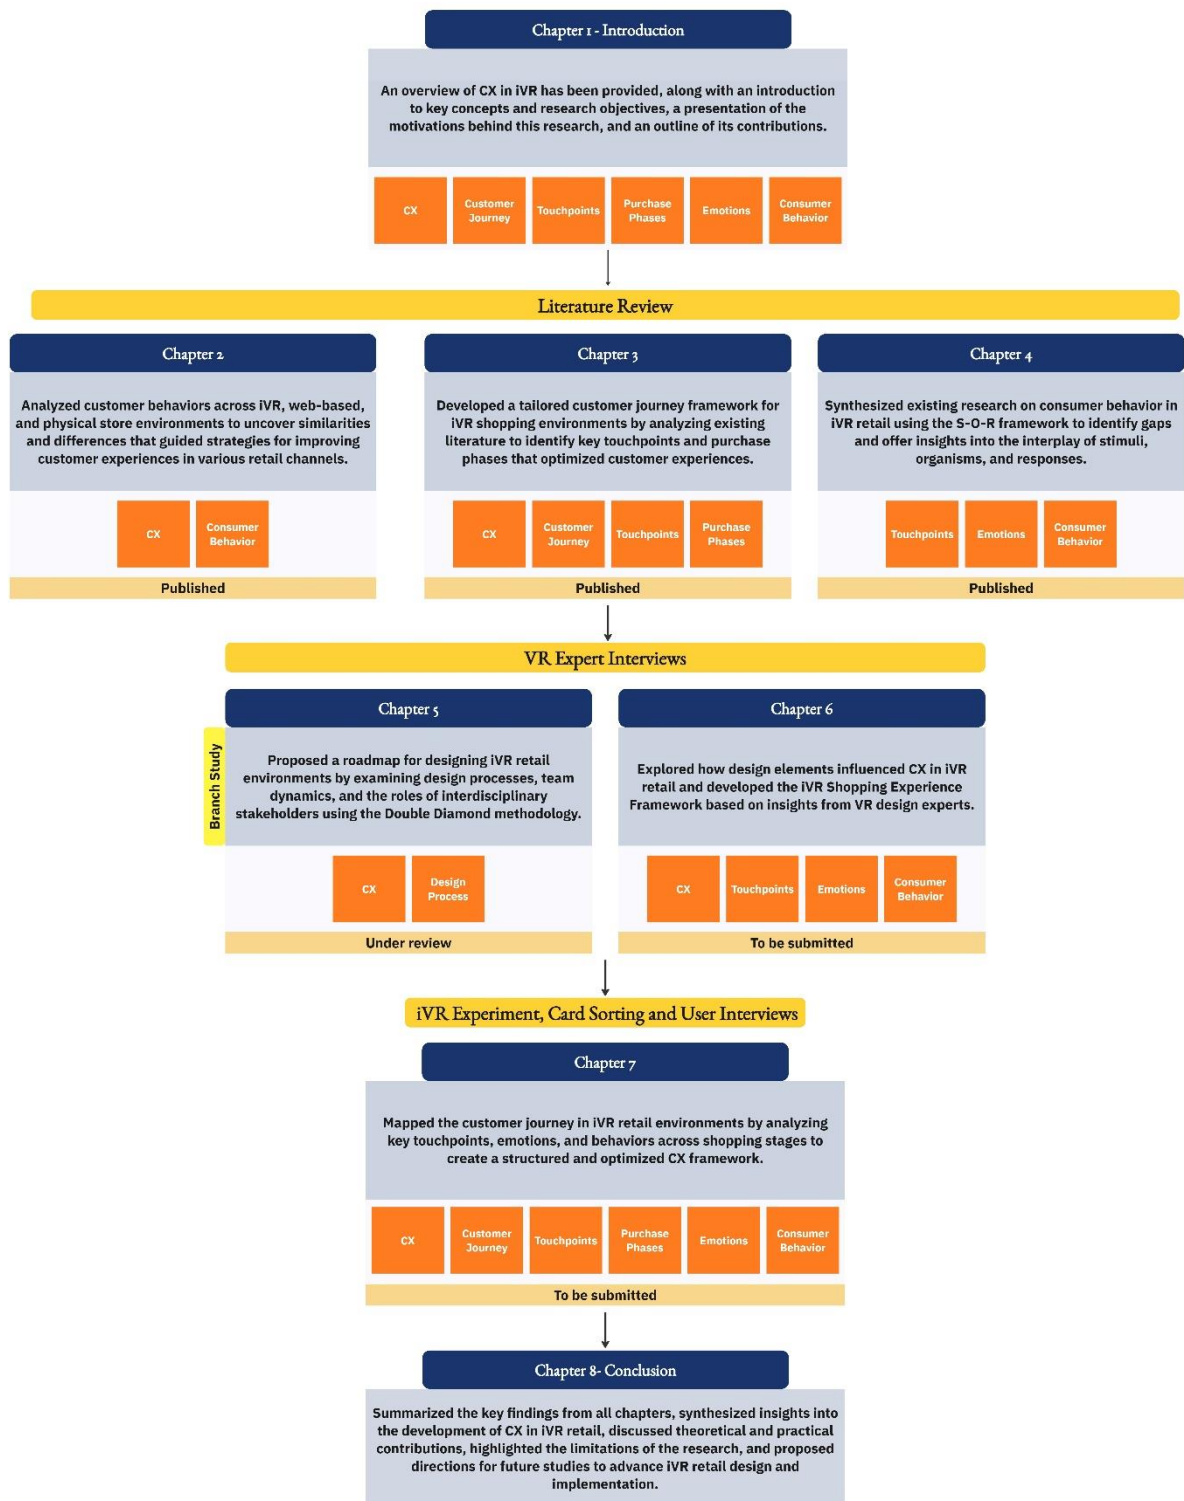 Chapter 1 - Introduction
An overview of CX in iVR has been provided, along with an introduction
to key concepts and research objectives, a presentation of the
motivations behind this research, and an outline of its contributions.
CX
Customer
Journey
Touchpoints
Purchase
Phases
Emotions
Consumer
Behavior
Literature Review
Chapter 2
Analyzed customer behaviors across iVR, web-based,
and physical store environments to uncover similarities
and differences that guided strategies for improving
customer experiences in various retail channels.
CX
Consumer
Behavior
Published
Chapter 3
Developed a tailored customer journey framework for
iVR shopping environments by analyzing existing
literature to identify key touchpoints and purchase
phases that optimized customer experiences.
CX
Customer
Journey
Touchpoints
Purchase
Phases
Published
Chapter 4
Synthesized existing research on consumer behavior in
iVR retail using the S-O-R framework to identify gaps
and offer insights into the interplay of stimuli,
organisms, and responses.
Touchpoints
Emotions
Consumer
Behavior
Published
VR Expert Interviews
Branch Study
Chapter 5
Proposed a roadmap for designing iVR retail
environments by examining design processes, team
dynamics, and the roles of interdisciplinary
stakeholders using the Double Diamond methodology.
CX
Design
Process
Under review
Chapter 6
Explored how design elements influenced CX in iVR
retail and developed the iVR Shopping Experience
Framework based on insights from VR design experts.
CX
Touchpoints
Emotions
Consumer
Behavior
To be submitted
iVR Experiment, Card Sorting and User Interviews
Chapter 7
Mapped the customer journey in iVR retail environments by analyzing
key touchpoints, emotions, and behaviors across shopping stages to
create a structured and optimized CX framework.
CX
Customer
Journey
Touchpoints
Purchase
Phases
Emotions
Consumer
Behavior
To be submitted
Chapter 8- Conclusion
Summarized the key findings from all chapters, synthesized insights into
the development of CX in iVR retail, discussed theoretical and practical
contributions, highlighted the limitations of the research, and proposed
directions for future studies to advance iVR retail design and
implementation.